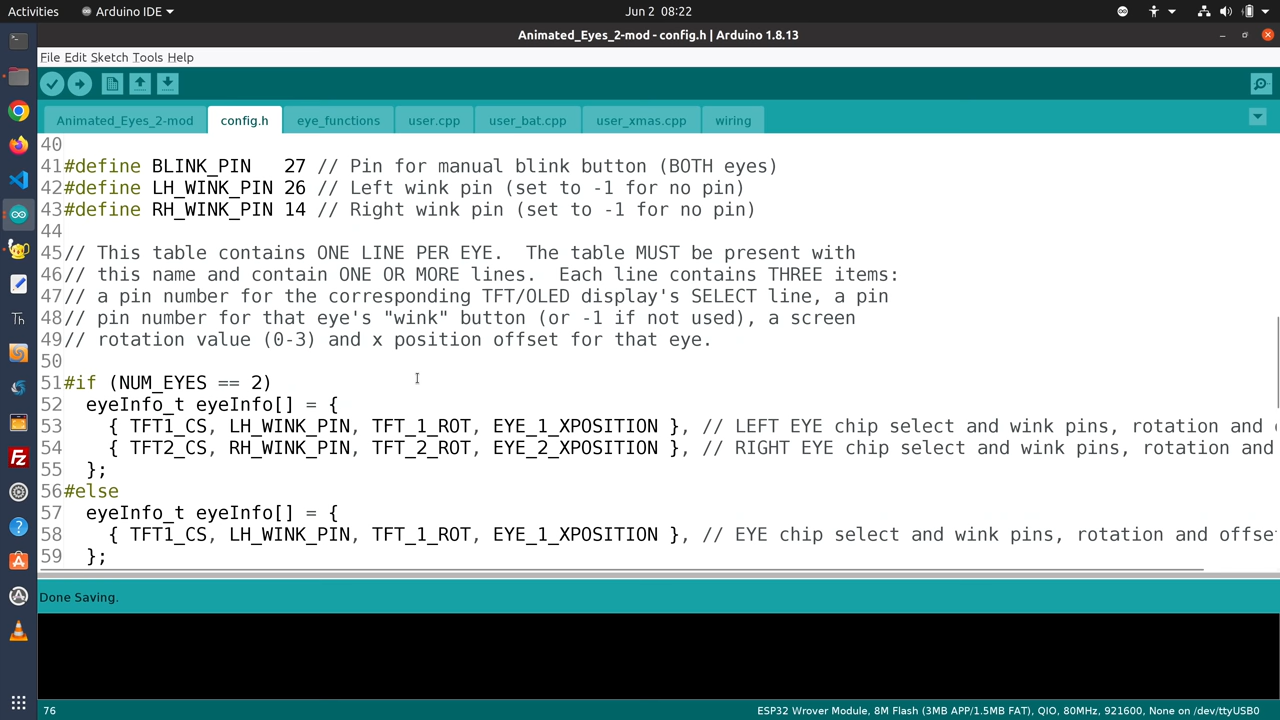 Activities Arduino IDE Jun 2 08:22
Animated_Eyes_2-mod - config.h | Arduino 1.8.13
File Edit Sketch Tools Help
Animated_Eyes_2-mod config.h eye_functions user.cpp user_bat.cpp user_xmas.cpp wiring
40
41 #define BLINK_PIN   27 // Pin for manual blink button (BOTH eyes)
42 #define LH_WINK_PIN 26 // Left wink pin (set to -1 for no pin)
43 #define RH_WINK_PIN 14 // Right wink pin (set to -1 for no pin)
44
45 // This table contains ONE LINE PER EYE.  The table MUST be present with
46 // this name and contain ONE OR MORE lines.  Each line contains THREE items:
47 // a pin number for the corresponding TFT/OLED display's SELECT line, a pin
48 // pin number for that eye's "wink" button (or -1 if not used), a screen
49 // rotation value (0-3) and x position offset for that eye.
50
51 #if (NUM_EYES == 2)
52   eyeInfo_t eyeInfo[] = {
53     { TFT1_CS, LH_WINK_PIN, TFT_1_ROT, EYE_1_XPOSITION }, // LEFT EYE chip select and wink pins, rotation and
54     { TFT2_CS, RH_WINK_PIN, TFT_2_ROT, EYE_2_XPOSITION }, // RIGHT EYE chip select and wink pins, rotation and
55   };
56 #else
57   eyeInfo_t eyeInfo[] = {
58     { TFT1_CS, LH_WINK_PIN, TFT_1_ROT, EYE_1_XPOSITION }, // EYE chip select and wink pins, rotation and offse
59   };
Done Saving.
76 ESP32 Wrover Module, 8M Flash (3MB APP/1.5MB FAT), QIO, 80MHz, 921600, None on /dev/ttyUSB0